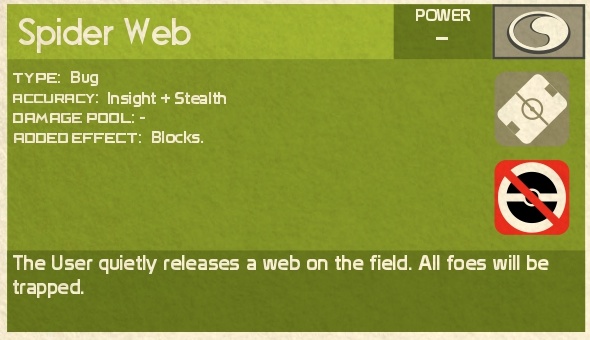 Spider Web
POWER
–
TYPE: Bug
ACCURACY: Insight + Stealth
DAMAGE POOL: -
ADDED EFFECT: Blocks.
The User quietly releases a web on the field. All foes will be
trapped.